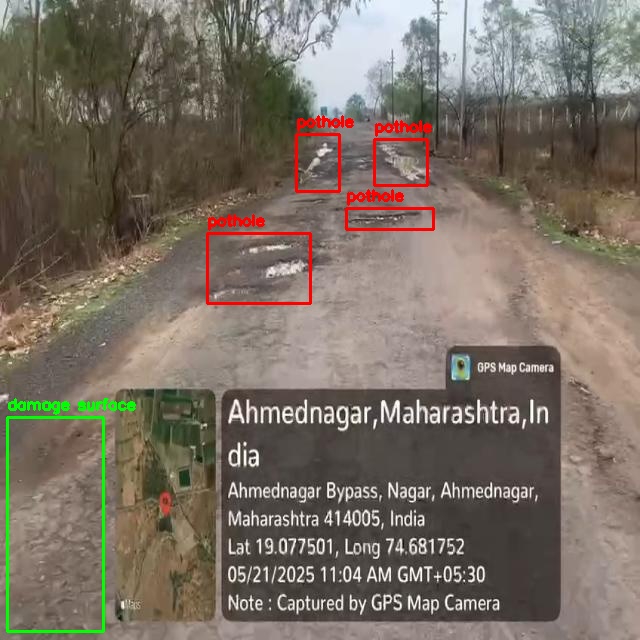 pothole
pothole
pothole
pothole
damage surface
GPS Map Camera
Ahmednagar,Maharashtra,In
dia
Ahmednagar Bypass, Nagar, Ahmednagar,
Maharashtra 414005, India
Lat 19.077501, Long 74.681752
05/21/2025 11:04 AM GMT+05:30
Note : Captured by GPS Map Camera
Maps